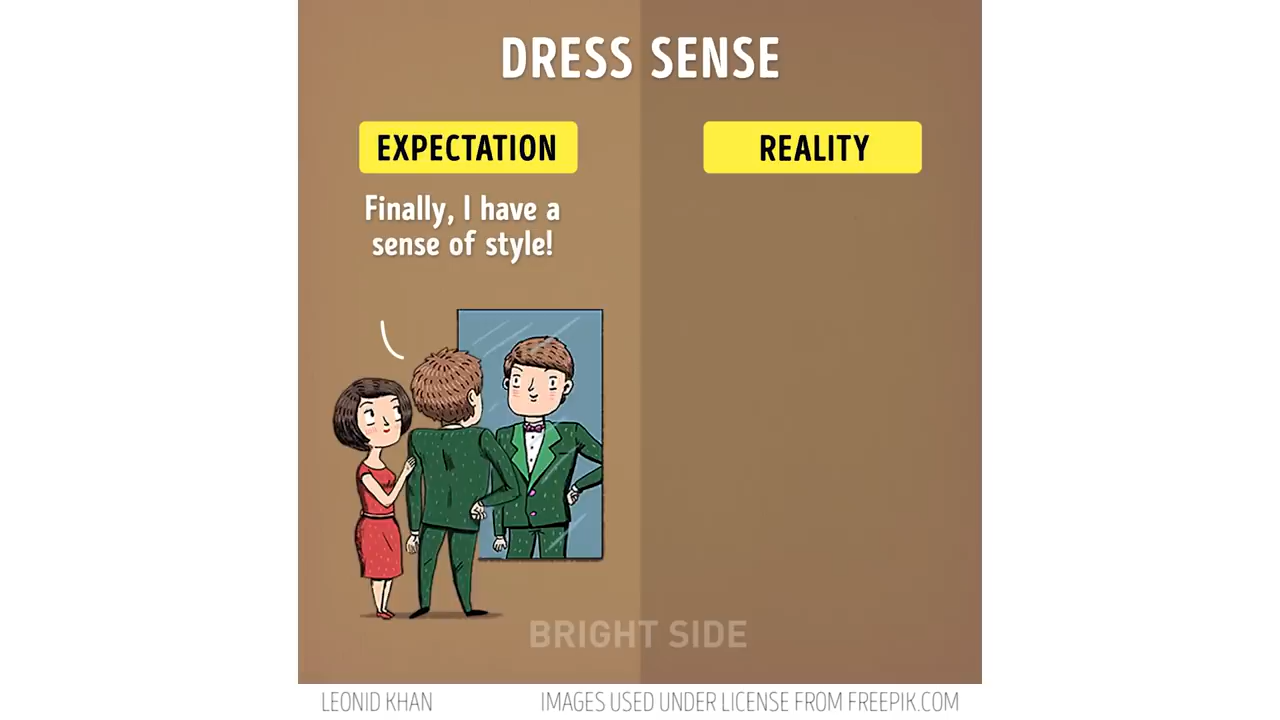 DRESS SENSE
EXPECTATION
Finally, I have a
sense of style!
REALITY
BRIGHT SIDE
LEONID KHAN
IMAGES USED UNDER LICENSE FROM FREEPIK.COM